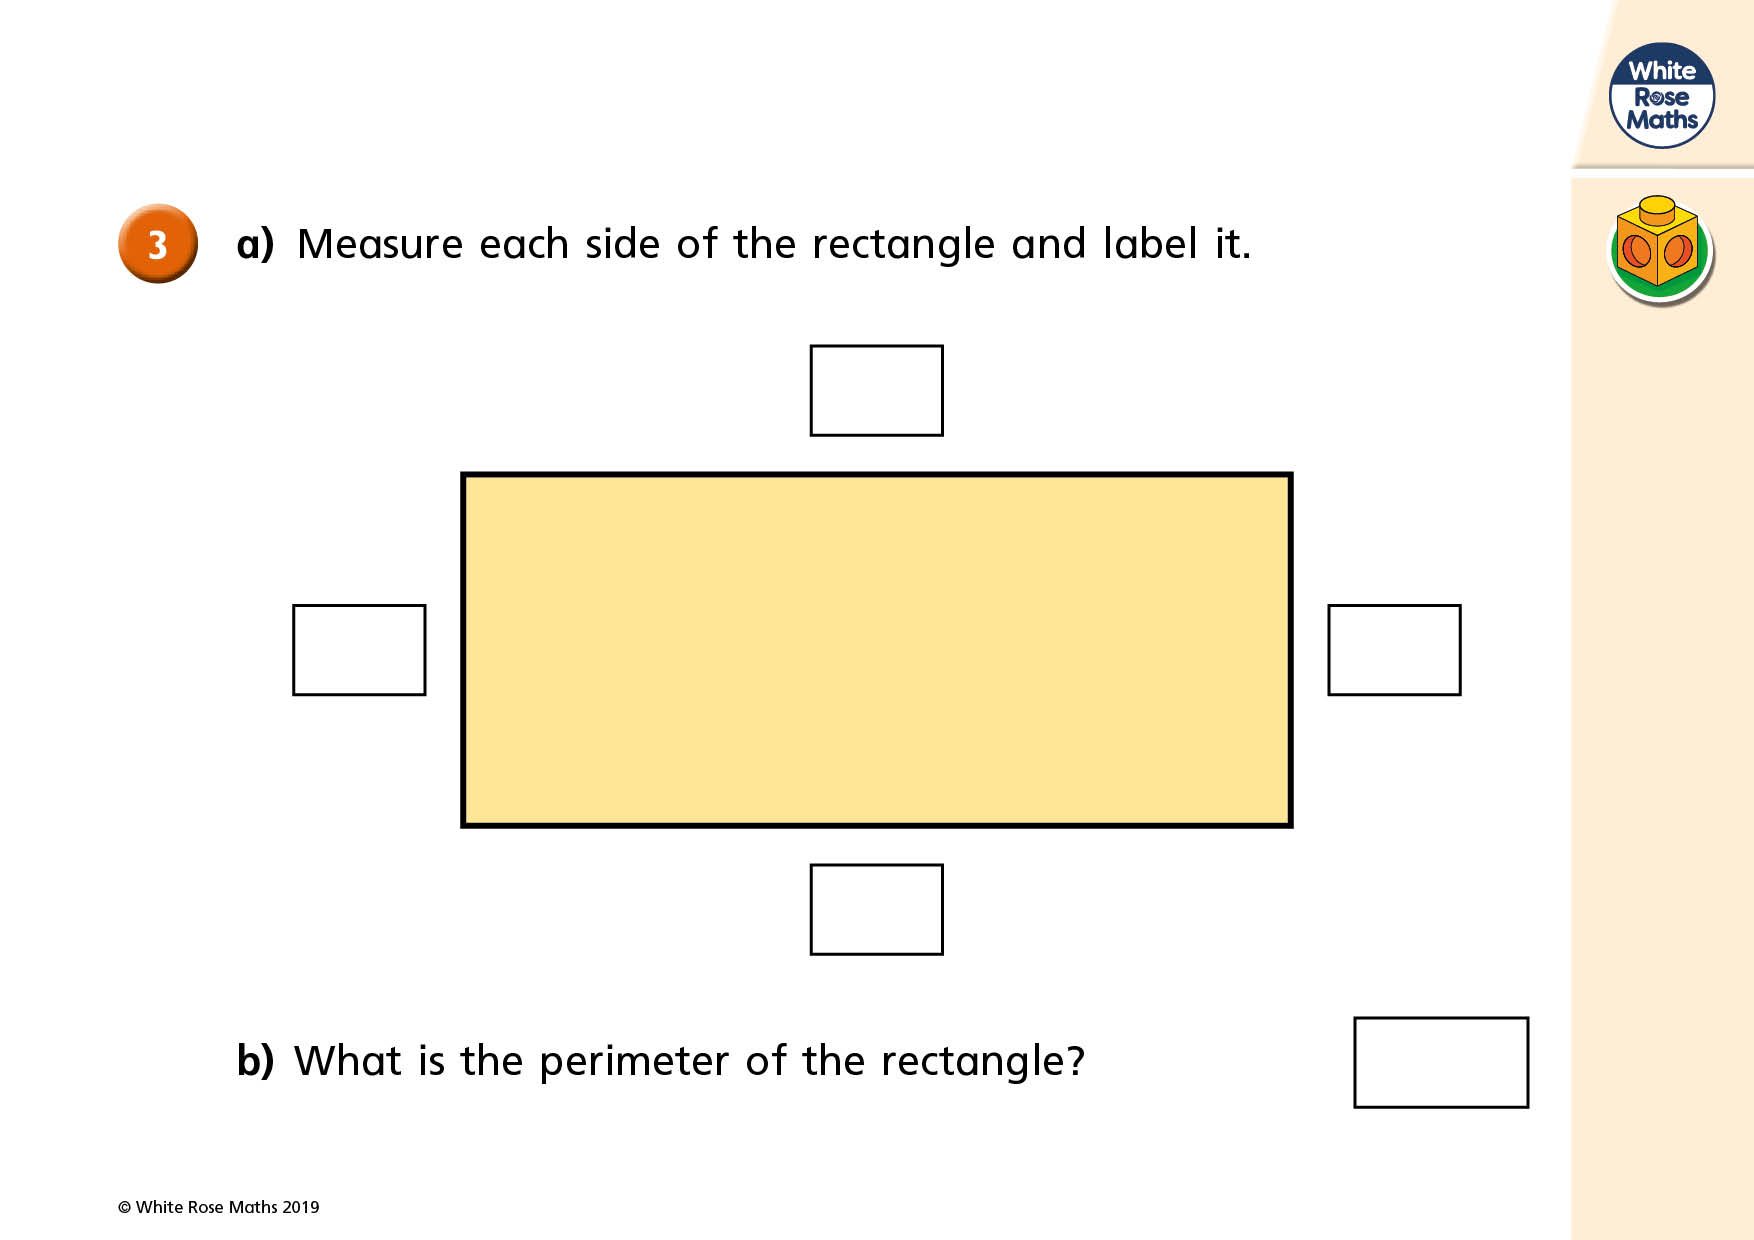 White
Rose
Maths
3 a) Measure each side of the rectangle and label it.
b) What is the perimeter of the rectangle?
© White Rose Maths 2019